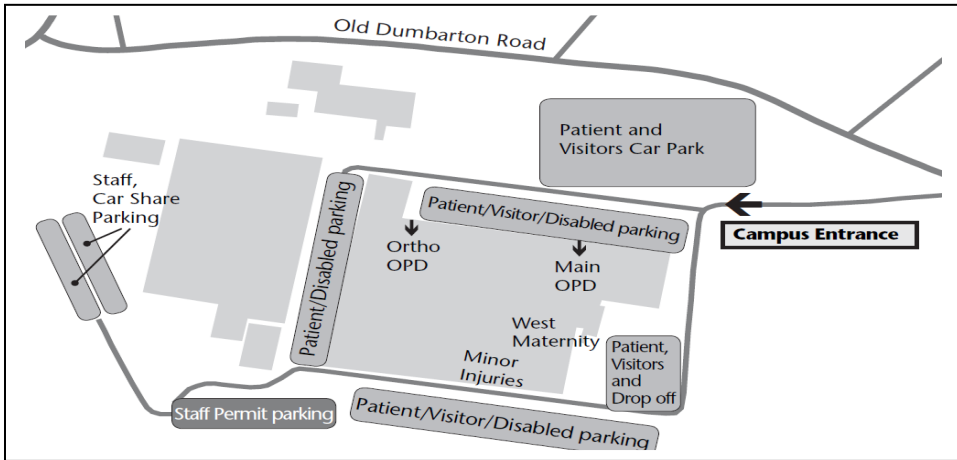 Old Dumbarton Road
Patient and
Visitors Car Park
Staff,
Car Share
Parking
Patient/Disabled parking
Patient/Visitor/Disabled parking
Campus Entrance
Ortho
OPD
Main
OPD
West
Maternity
Minor
Injuries
Patient,
Visitors
and
Drop off
Staff Permit parking
Patient/Visitor/Disabled parking